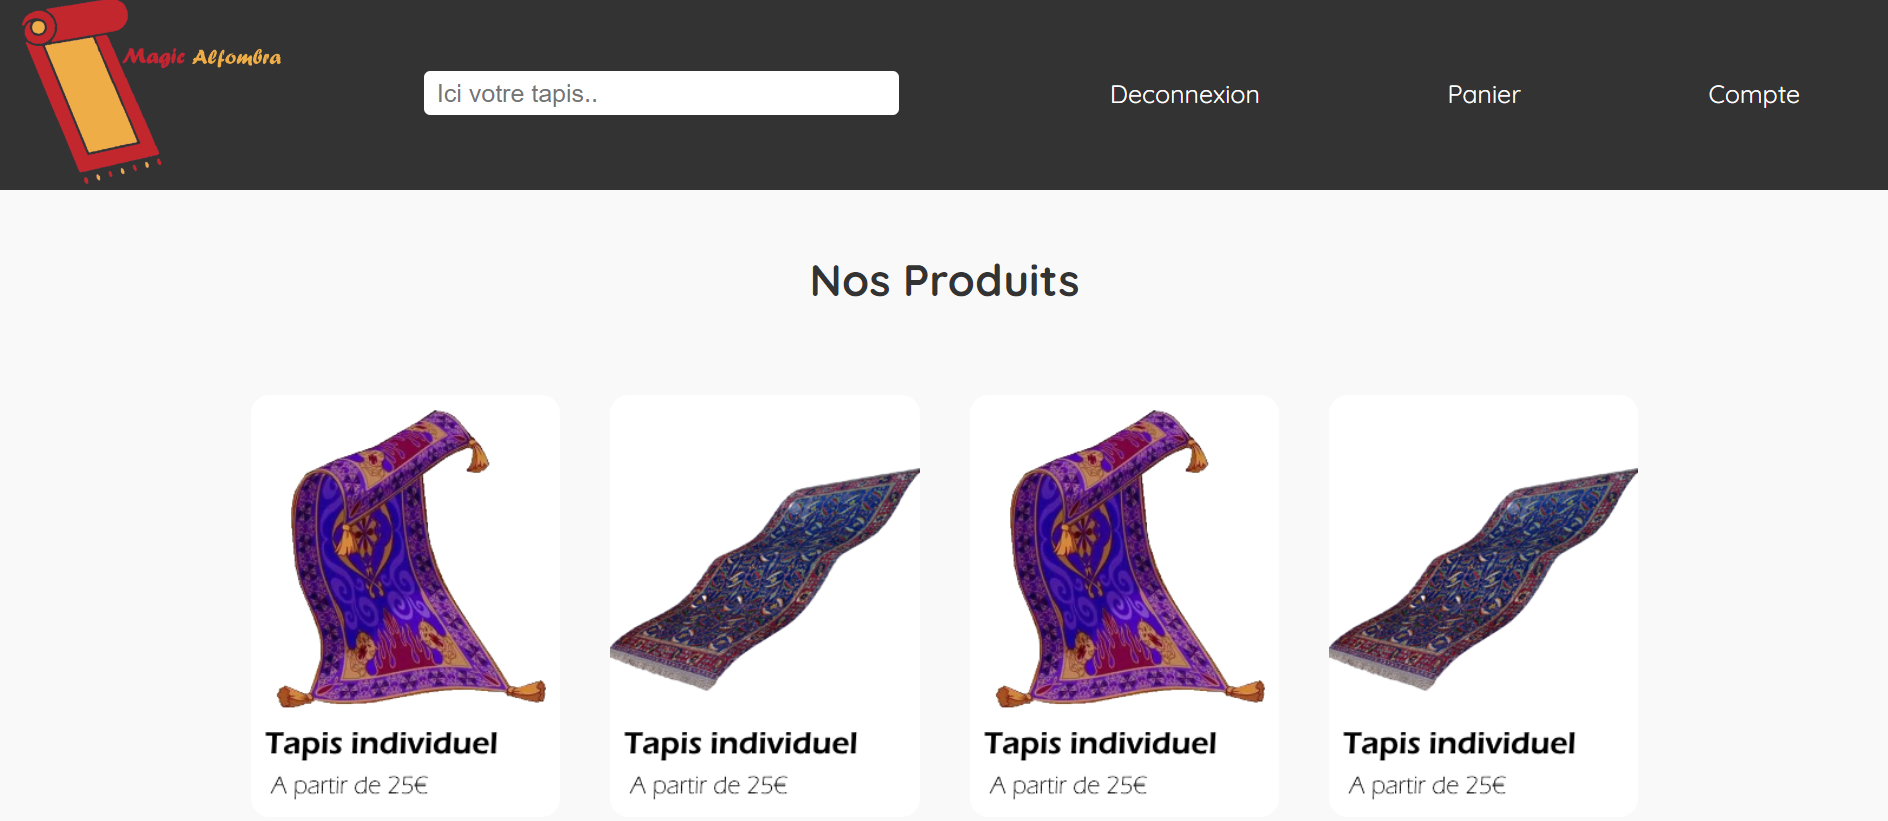 Magic Alfombra
Ici votre tapis..
Deconnexion
Panier
Compte
Nos Produits
Tapis individuel
A partir de 25€
Tapis individuel
A partir de 25€
Tapis individuel
A partir de 25€
Tapis individuel
A partir de 25€